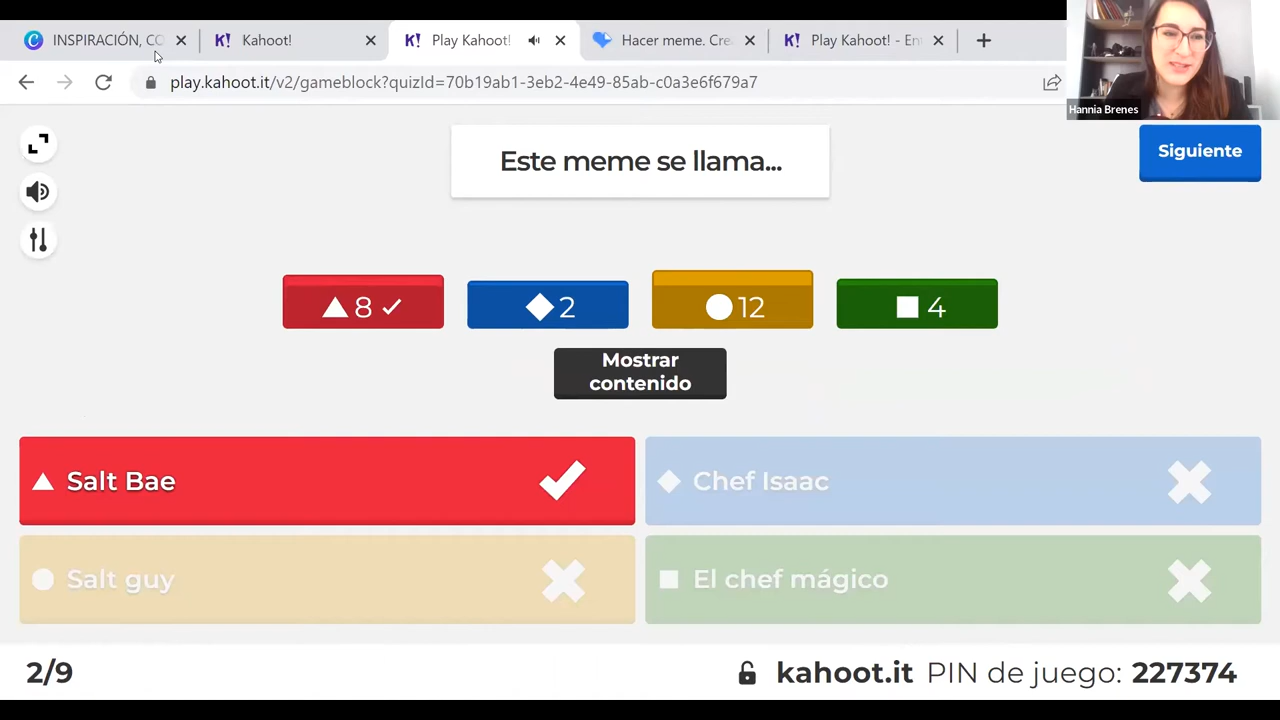 INSPIRACIÓN, CO
Kahoot!
Play Kahoot!
Hacer meme. Cre
Play Kahoot! - En
play.kahoot.it/v2/gameblock?quizId=70b19ab1-3eb2-4e49-85ab-c0a3e6f679a7
Hannia Brenes
Este meme se llama...
Siguiente
8
2
12
4
Mostrar
contenido
Salt Bae
Chef Isaac
Salt guy
El chef mágico
2/9
kahoot.it PIN de juego: 227374